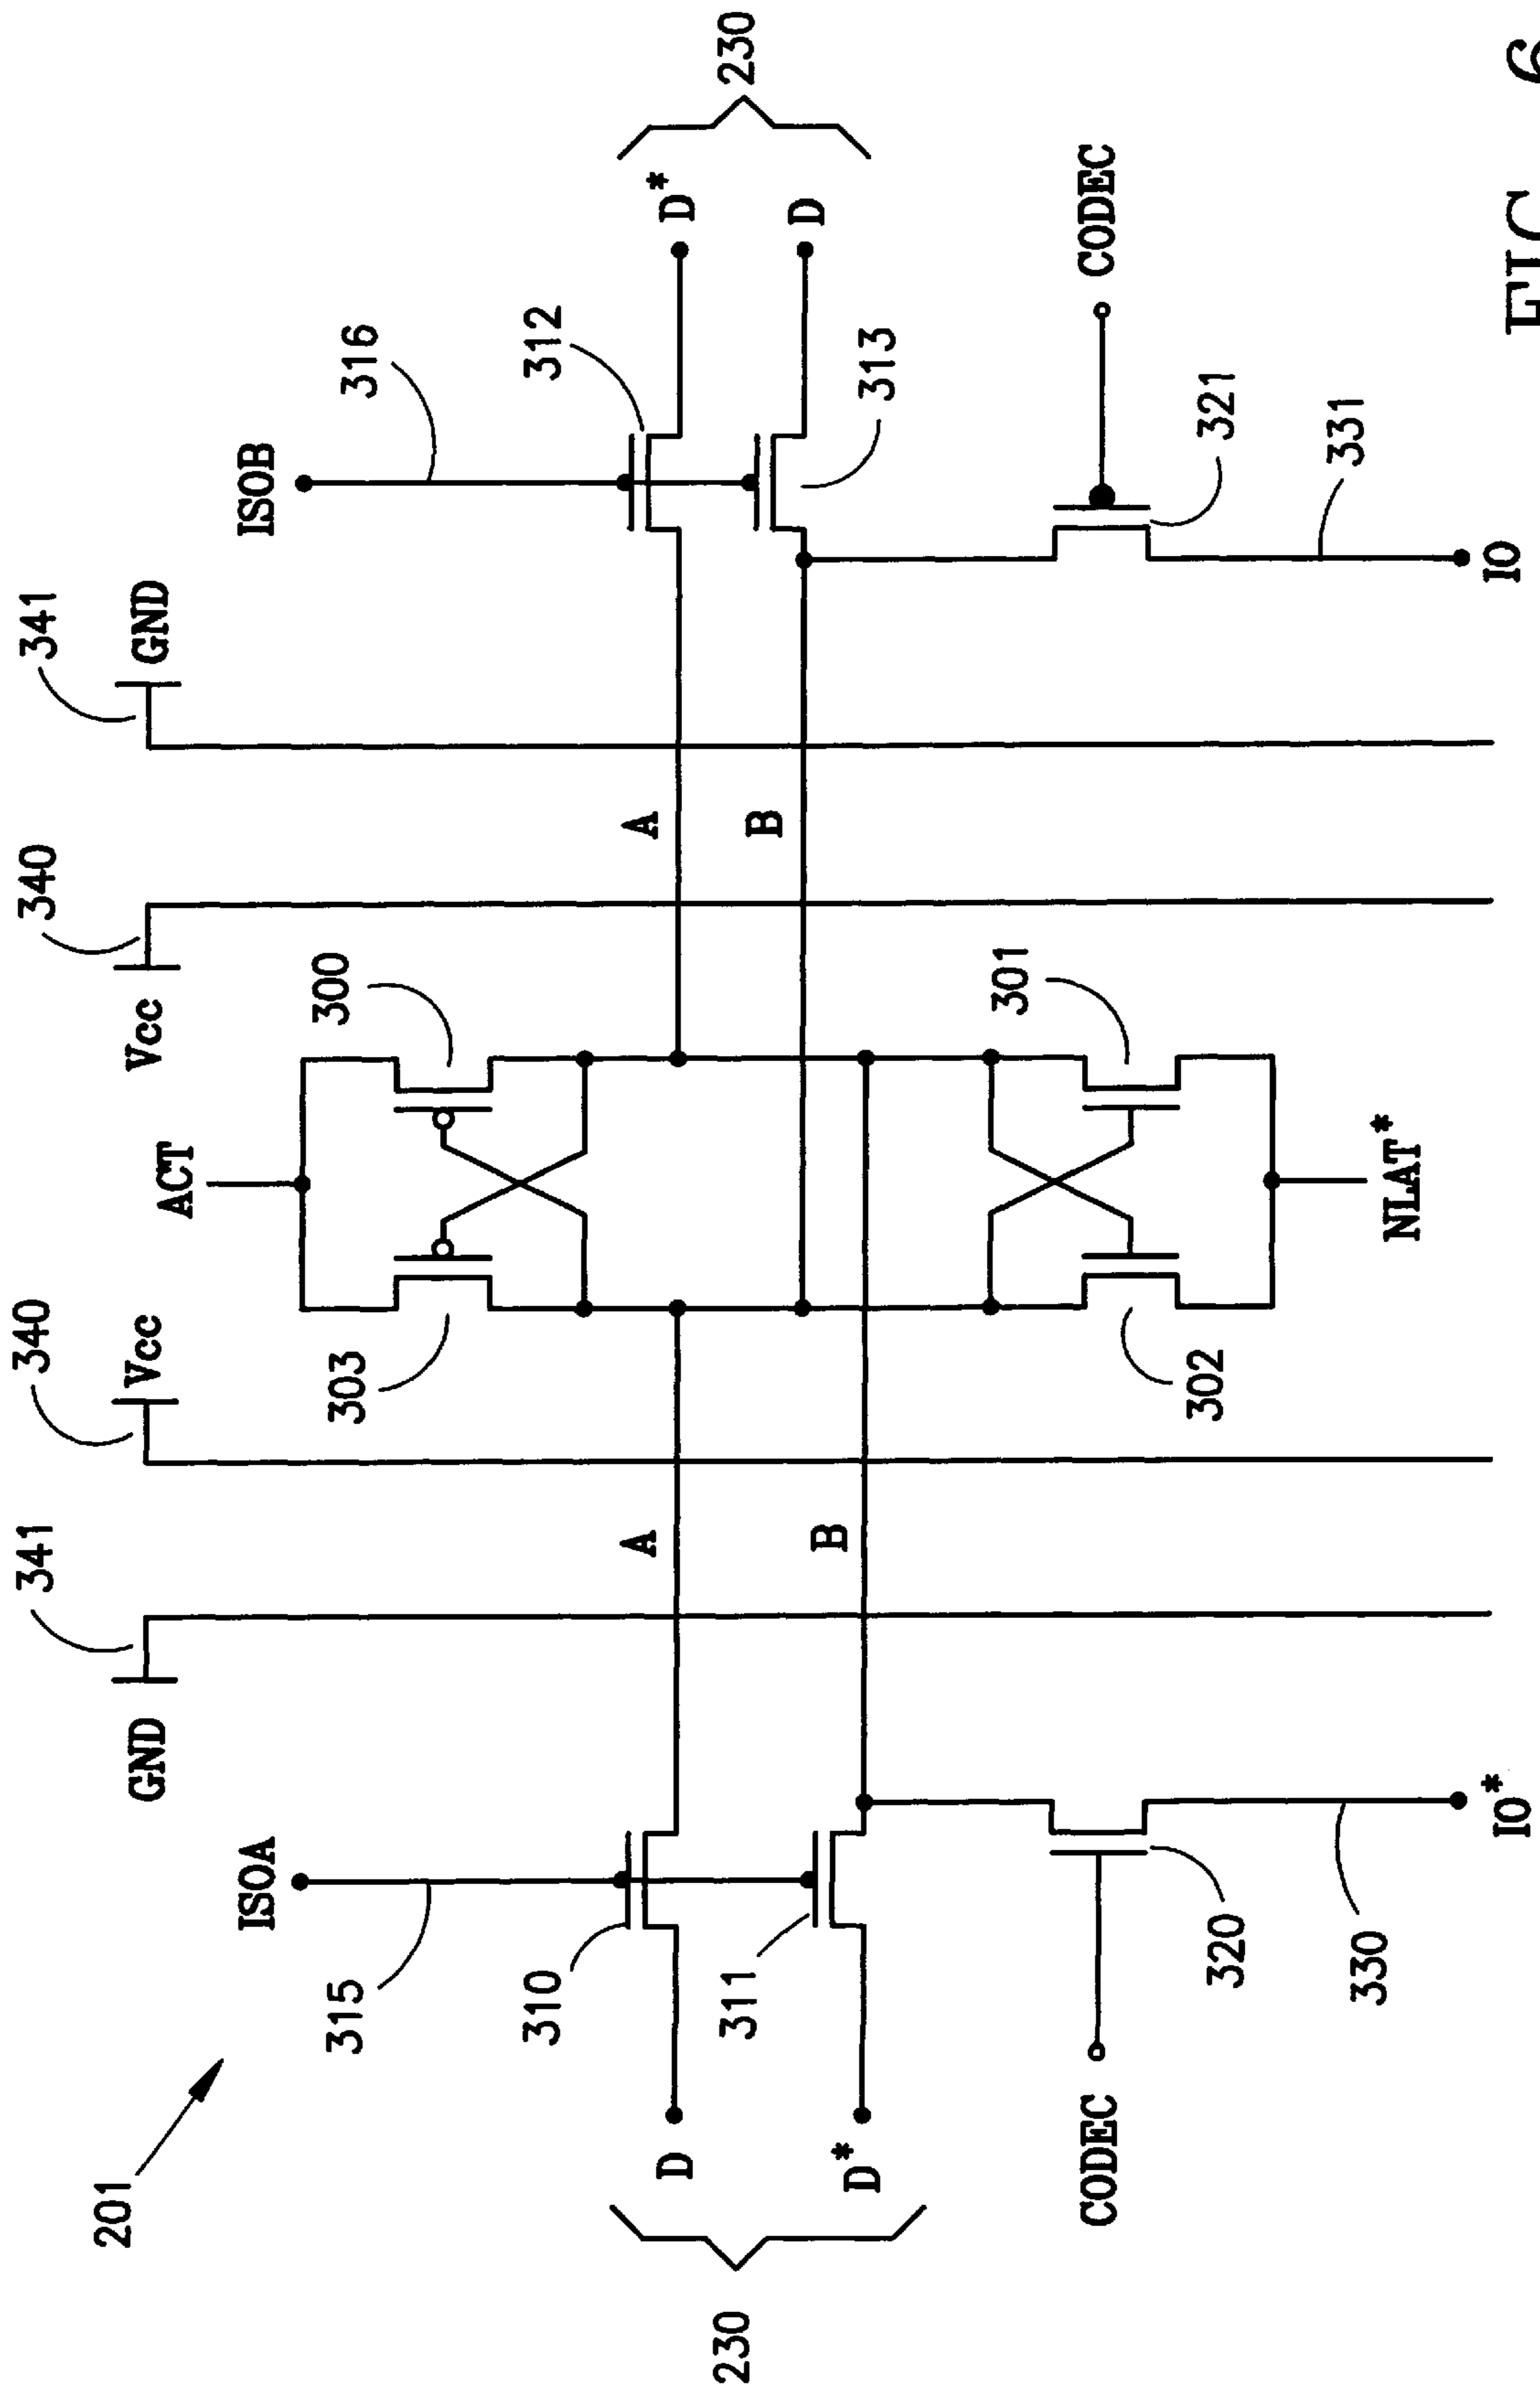 341 340 340 341
201
GND Vcc Vcc GND
ACT
ISOA ISOB
315 303 300 316
310 312
A A
D D*
230 311 B 230
D
B
D* 313
301
CODEC CODEC
320 302 321
330 331
NLAT*
IO* IO